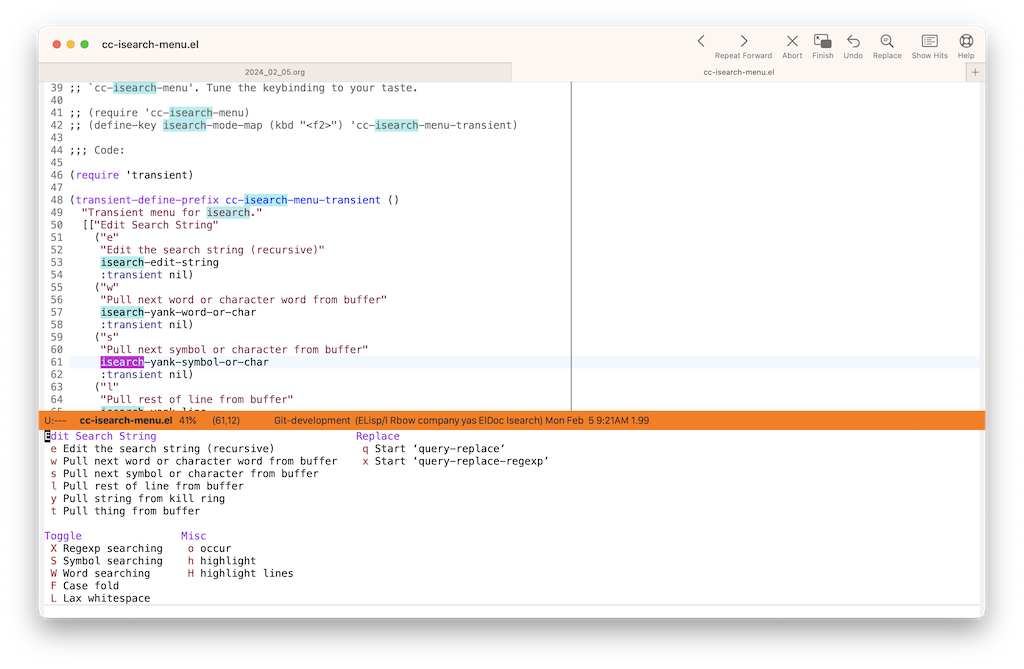 cc-isearch-menu.el
Repeat Forward Abort Finish Undo Replace Show Hits Help
2024_02_05.org cc-isearch-menu.el +
39 ;; `cc-isearch-menu'. Tune the keybinding to your taste.
40
41 ;; (require 'cc-isearch-menu)
42 ;; (define-key isearch-mode-map (kbd "<f2>") 'cc-isearch-menu-transient)
43
44 ;;; Code:
45
46 (require 'transient)
47
48 (transient-define-prefix cc-isearch-menu-transient ()
49   "Transient menu for isearch."
50   [["Edit Search String"
51     ("e"
52      "Edit the search string (recursive)"
53      isearch-edit-string
54      :transient nil)
55     ("w"
56      "Pull next word or character word from buffer"
57      isearch-yank-word-or-char
58      :transient nil)
59     ("s"
60      "Pull next symbol or character from buffer"
61      isearch-yank-symbol-or-char
62      :transient nil)
63     ("l"
64      "Pull rest of line from buffer"
65      isearch-yank-line
U:--- cc-isearch-menu.el 41% (61,12) Git-development (ELisp/l Rbow company yas ElDoc Isearch) Mon Feb 5 9:21AM 1.99
Edit Search String Replace
e Edit the search string (recursive) q Start ‘query-replace’
w Pull next word or character word from buffer x Start ‘query-replace-regexp’
s Pull next symbol or character from buffer
l Pull rest of line from buffer
y Pull string from kill ring
t Pull thing from buffer
Toggle Misc
X Regexp searching o occur
S Symbol searching h highlight
W Word searching H highlight lines
F Case fold
L Lax whitespace